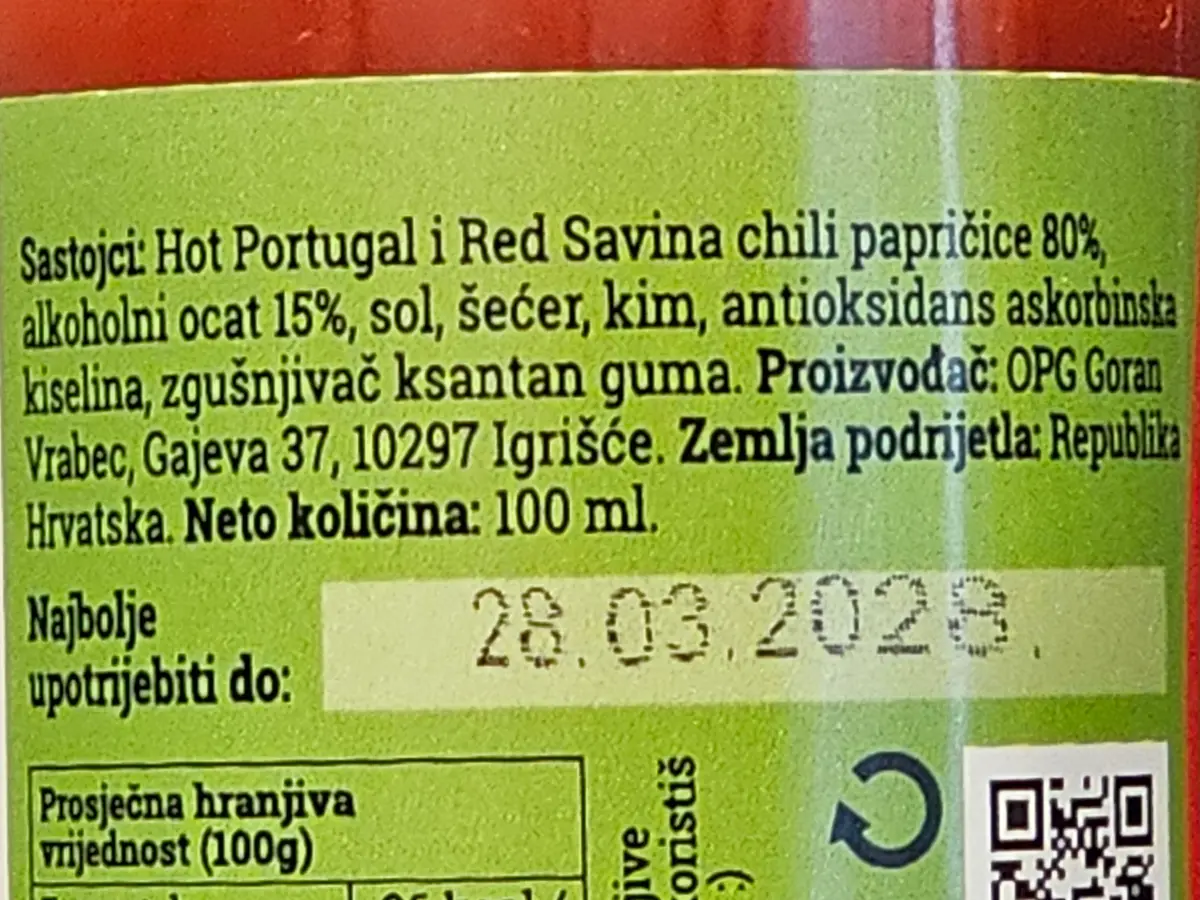 Sastojci: Hot Portugal i Red Savina chili papričice 80%,
alkoholni ocat 15%, sol, šećer, kim, antioksidans askorbinska
kiselina, zgušnjivač ksantan guma. Proizvođač: OPG Goran
Vrabec, Gajeva 37, 10297 Igrišće. Zemlja podrijetla: Republika
Hrvatska. Neto količina: 100 ml.
Najbolje
upotrijebiti do:
28.03.2028.
Prosječna hranjiva
vrijednost (100g)
:)